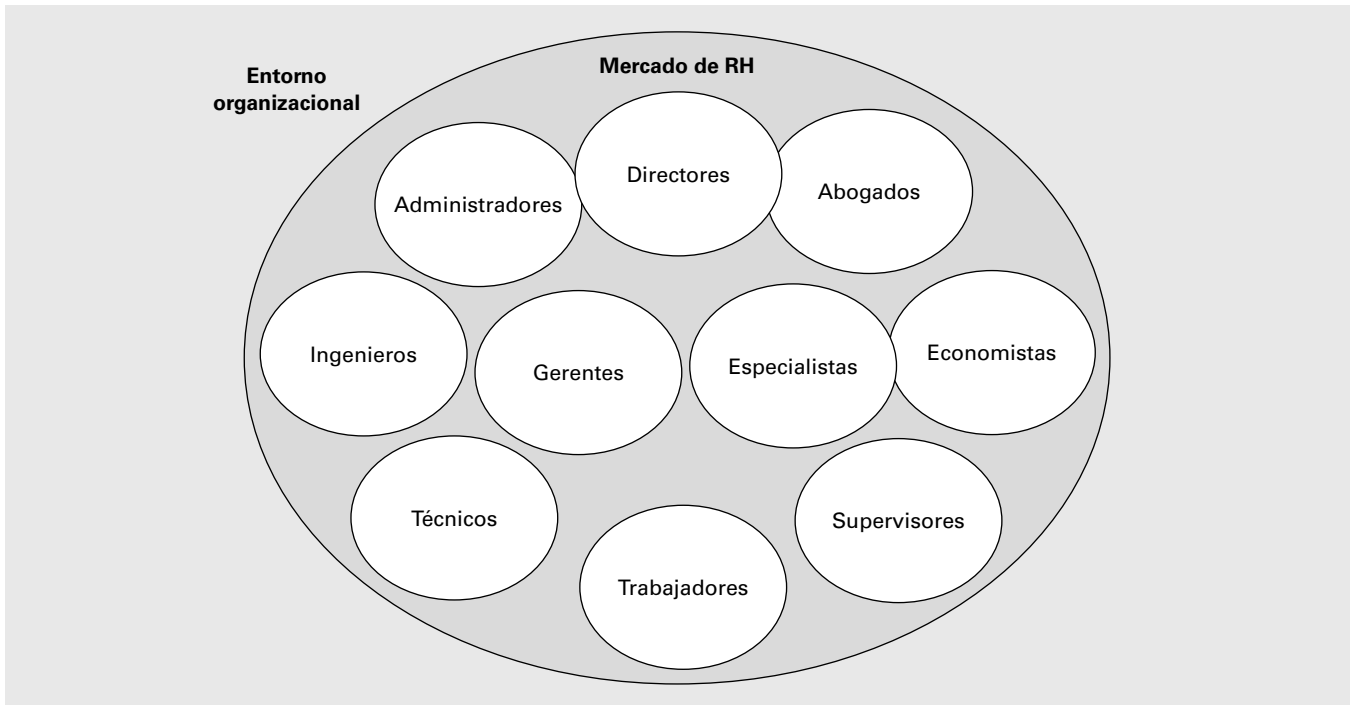 Entorno
organizacional
Mercado de RH
Administradores
Directores
Abogados
Ingenieros
Gerentes
Especialistas
Economistas
Técnicos
Trabajadores
Supervisores